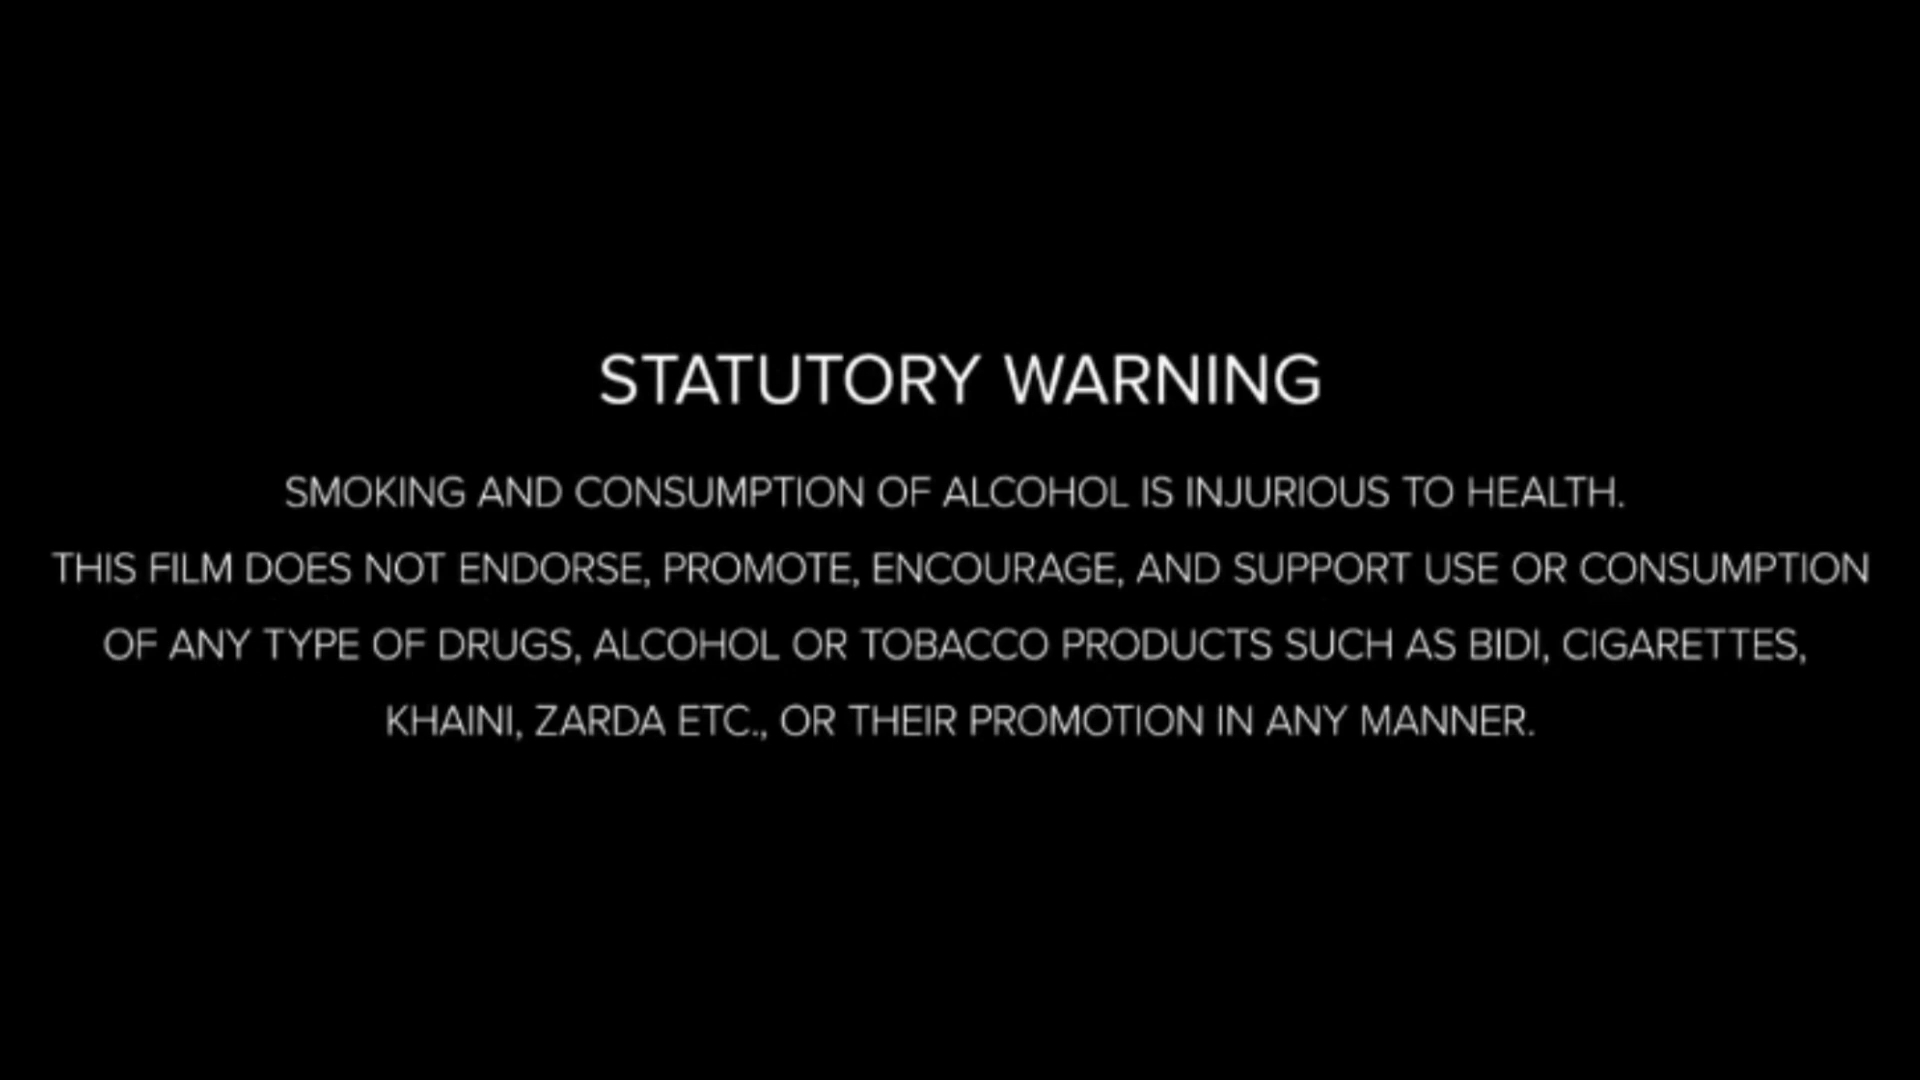 STATUTORY WARNING
SMOKING AND CONSUMPTION OF ALCOHOL IS INJURIOUS TO HEALTH.
THIS FILM DOES NOT ENDORSE, PROMOTE, ENCOURAGE, AND SUPPORT USE OR CONSUMPTION
OF ANY TYPE OF DRUGS, ALCOHOL OR TOBACCO PRODUCTS SUCH AS BIDI, CIGARETTES,
KHAINI, ZARDA ETC., OR THEIR PROMOTION IN ANY MANNER.